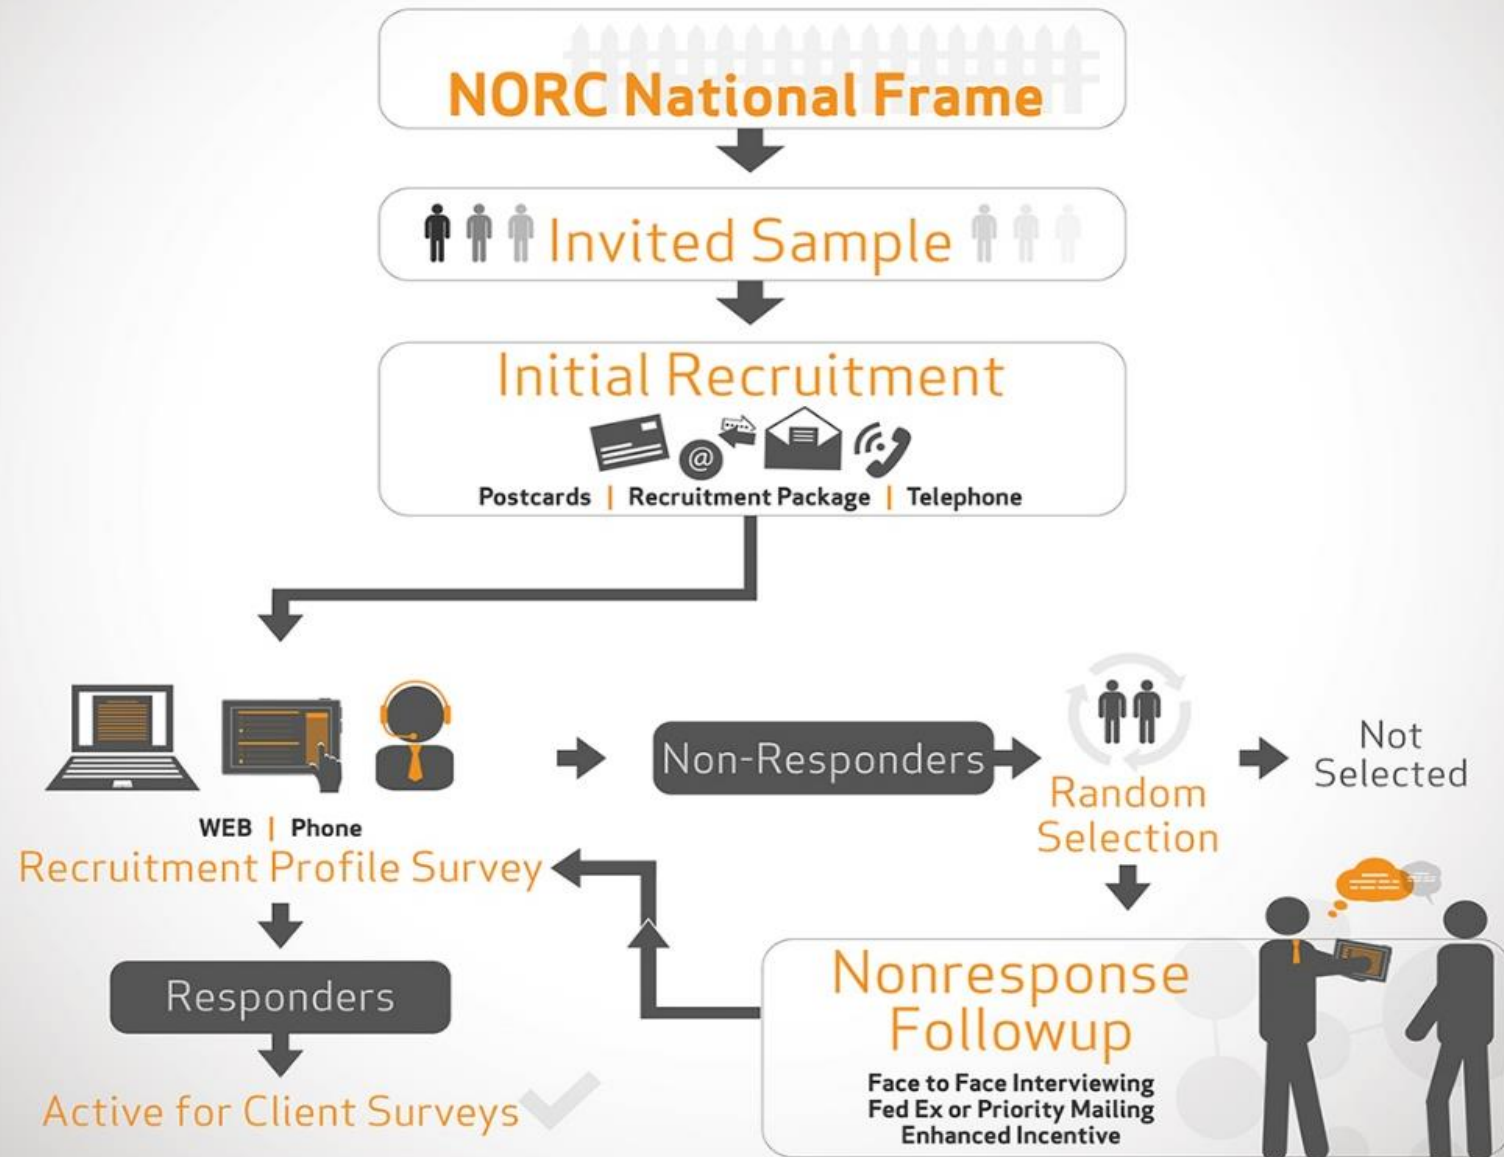 NORC National Frame
Invited Sample
Initial Recruitment
@
Postcards | Recruitment Package | Telephone
WEB | Phone
Recruitment Profile Survey
Non-Responders
Random
Selection
Not
Selected
Responders
Active for Client Surveys
Nonresponse
Followup
Face to Face Interviewing
Fed Ex or Priority Mailing
Enhanced Incentive